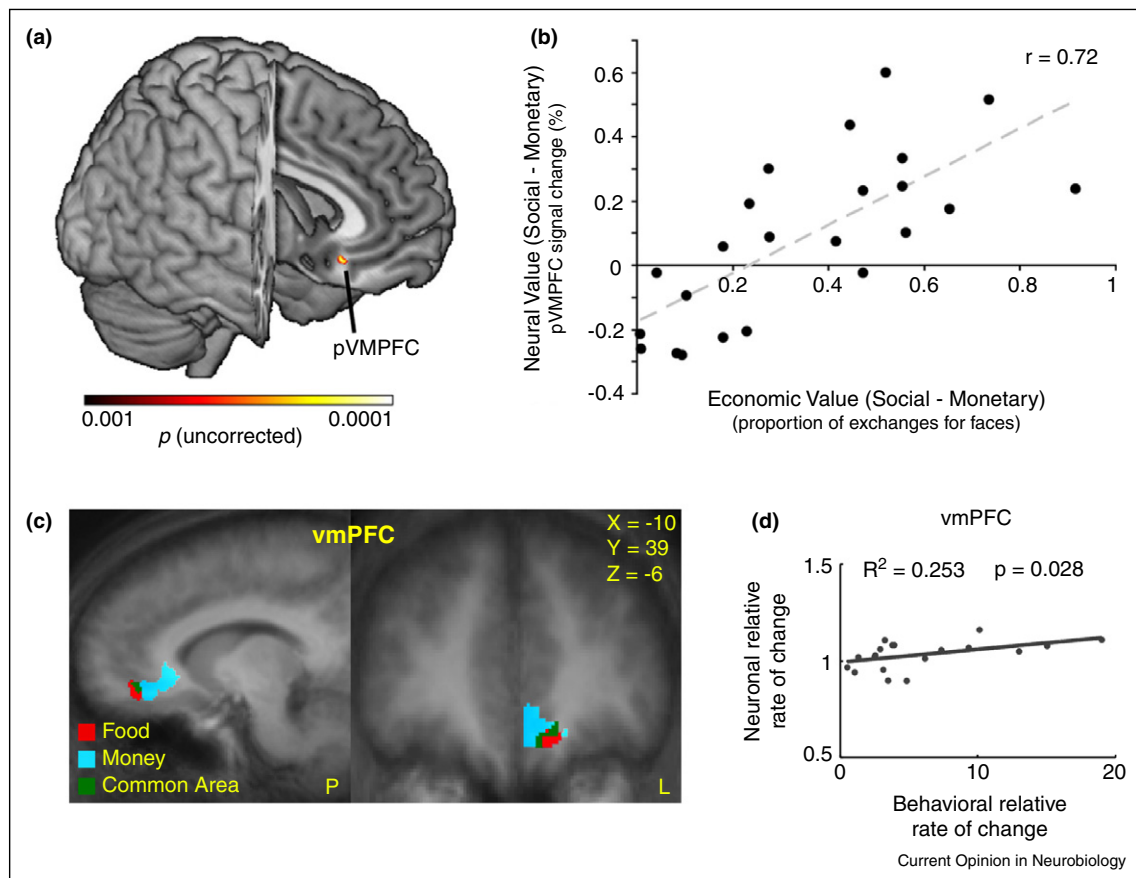 (a)
pVMPFC
0.001 0.0001
p (uncorrected)
(b)
r = 0.72
Neural Value (Social - Monetary)
pVMPFC signal change (%)
0.6
0.4
0.2
0
-0.2
-0.4
0.2 0.4 0.6 0.8 1
Economic Value (Social - Monetary)
(proportion of exchanges for faces)
(c)
vmPFC
X = -10
Y = 39
Z = -6
Food
Money
Common Area
P
L
(d)
vmPFC
R² = 0.253 p = 0.028
Neuronal relative
rate of change
1.5
1
0.5
0 10 20
Behavioral relative
rate of change
Current Opinion in Neurobiology